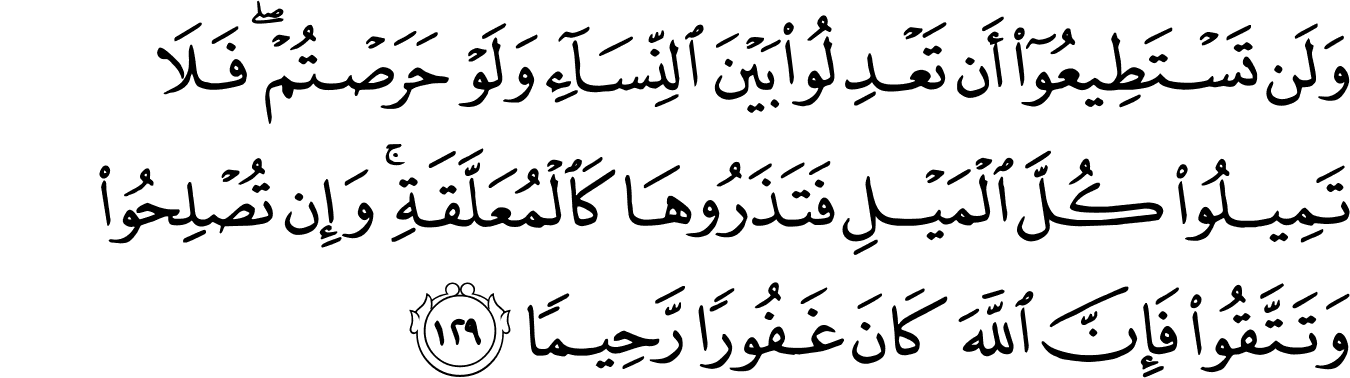 وَلَن تَسْتَطِيعُوٓا۟ أَن تَعْدِلُوا۟ بَيْنَ ٱلنِّسَآءِ وَلَوْ حَرَصْتُمْ ۖ فَلَا
تَمِيلُوا۟ كُلَّ ٱلْمَيْلِ فَتَذَرُوهَا كَٱلْمُعَلَّقَةِ ۚ وَإِن تُصْلِحُوا۟
وَتَتَّقُوا۟ فَإِنَّ ٱللَّهَ كَانَ غَفُورًا رَّحِيمًا ١٢٩